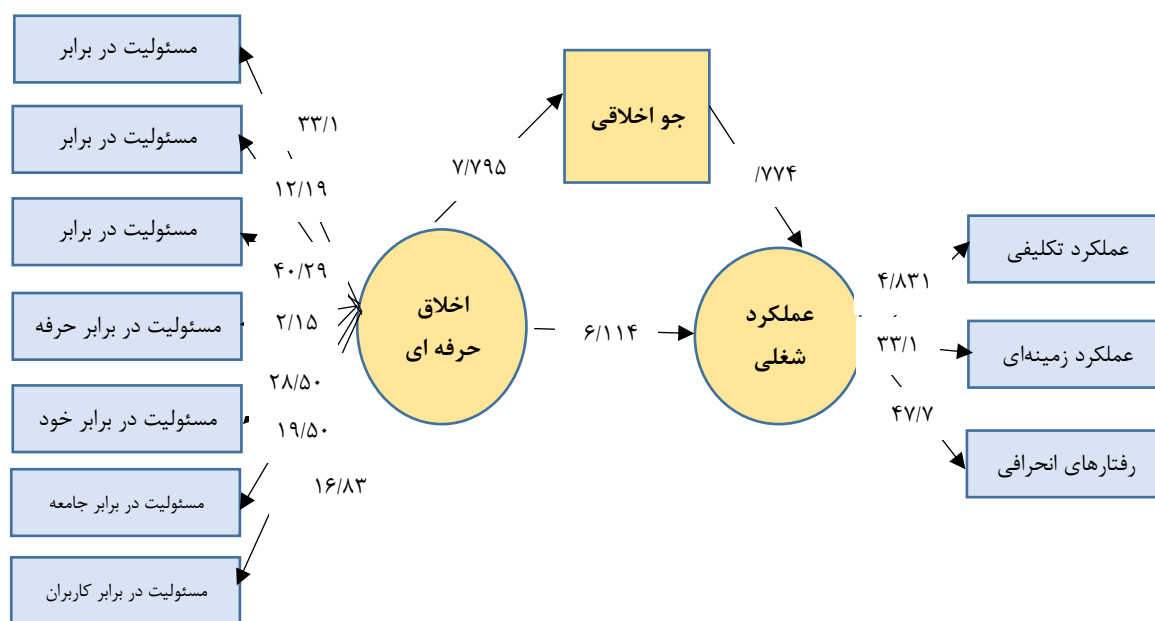 مسئولیت در برابر
مسئولیت در برابر
مسئولیت در برابر
مسئولیت در برابر حرفه
مسئولیت در برابر خود
مسئولیت در برابر جامعه
مسئولیت در برابر کاربران
۳۳/۱
۱۲/۱۹
۴۰/۲۹
۲/۱۵
۲۸/۵۰
۱۹/۵۰
۱۶/۸۳
اخلاق
حرفه ای
۷/۷۹۵
جو اخلاقی
/۷۷۴
۶/۱۱۴
عملکرد
شغلی
۴/۸۳۱
۳۳/۱
۴۷/۷
عملکرد تکلیفی
عملکرد زمینه‌ای
رفتارهای انحرافی